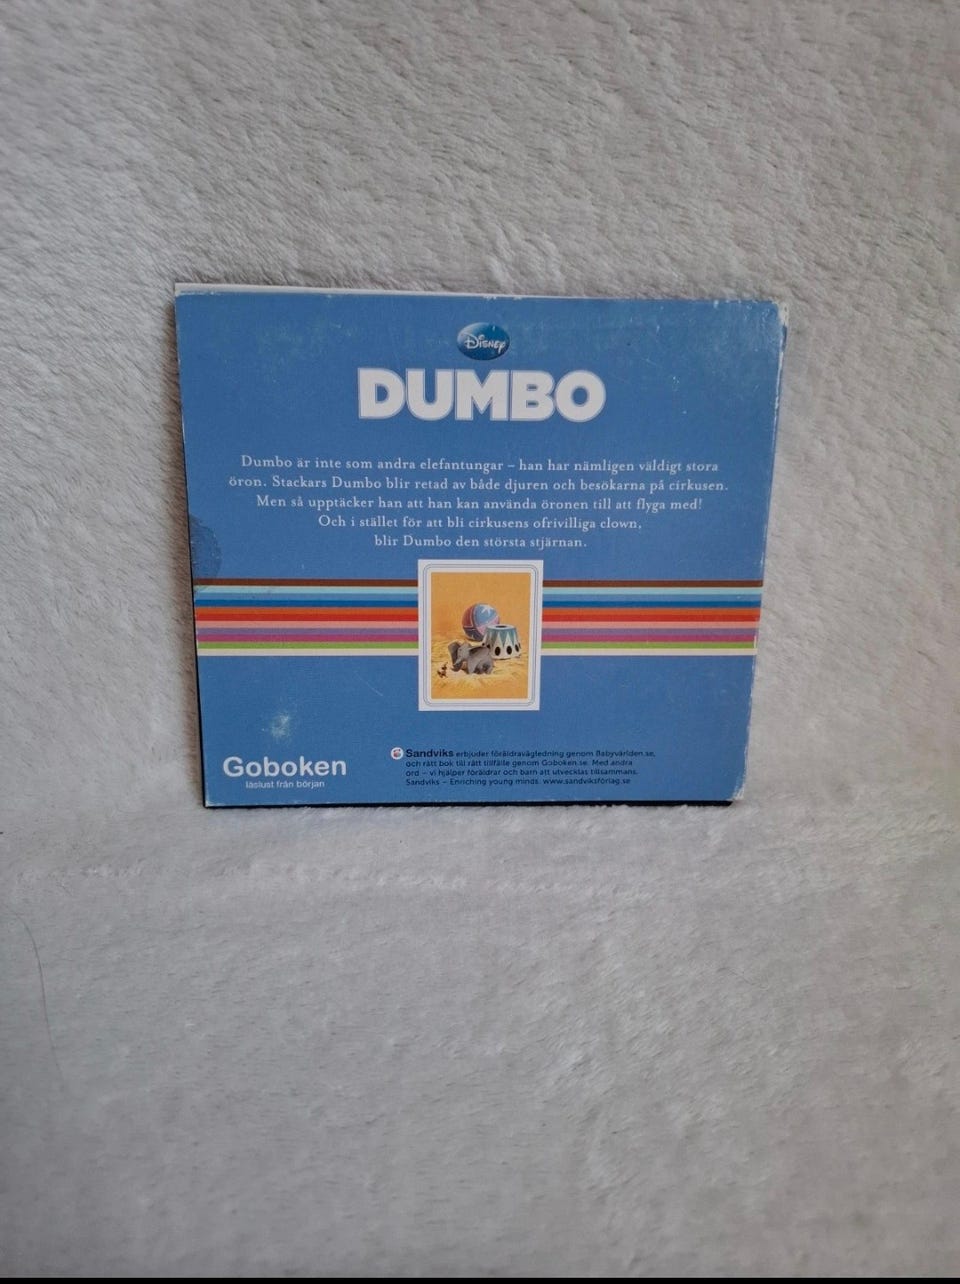 Disney
DUMBO
Dumbo är inte som andra elefantungar – han har nämligen väldigt stora
öron. Stackars Dumbo blir retad av både djuren och besökarna på cirkusen.
Men så upptäcker han att han kan använda öronen till att flyga med!
Och i stället för att bli cirkusens ofrivilliga clown,
blir Dumbo den största stjärnan.
Goboken
läslust från början
Sandviks erbjuder föräldravägledning genom Babyvärlden.se,
och rätt bok till rätt tillfälle genom Goboken.se. Med andra
ord – vi hjälper föräldrar och barn att utvecklas tillsammans.
Sandviks – Enriching young minds. www.sandviksförlag.se